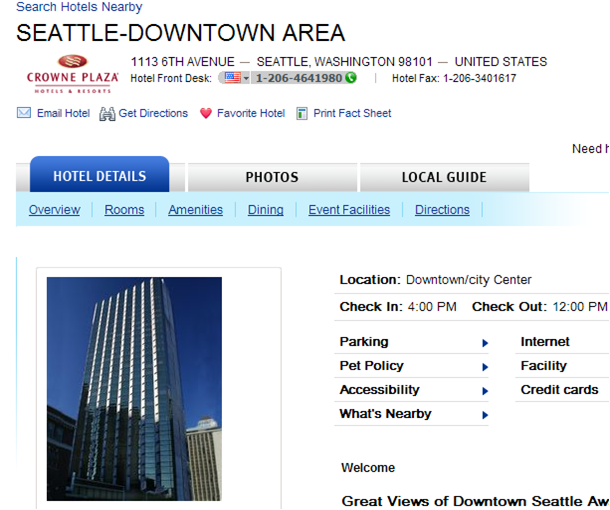 Search Hotels Nearby
SEATTLE-DOWNTOWN AREA
CROWNE PLAZA
HOTELS & RESORTS
1113 6TH AVENUE — SEATTLE, WASHINGTON 98101 — UNITED STATES
Hotel Front Desk: 1-206-4641980 | Hotel Fax: 1-206-3401617
Email Hotel Get Directions Favorite Hotel Print Fact Sheet
Need
HOTEL DETAILS PHOTOS LOCAL GUIDE
Overview Rooms Amenities Dining Event Facilities Directions
Location: Downtown/city Center
Check In: 4:00 PM Check Out: 12:00 PM
Parking Internet
Pet Policy Facility
Accessibility Credit cards
What's Nearby
Welcome
Great Views of Downtown Seattle Aw